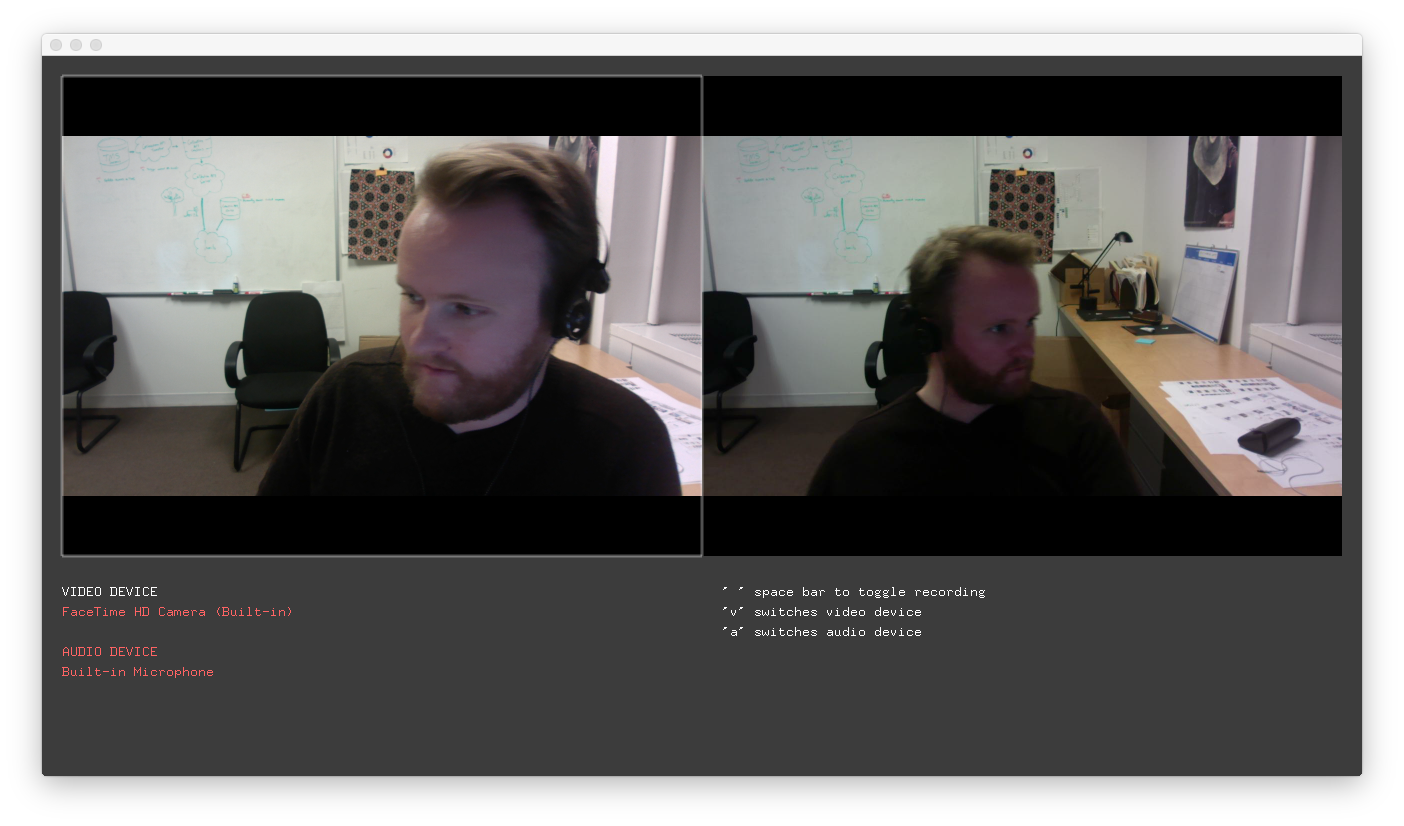 VIDEO DEVICE
FaceTime HD Camera (Built-in)
AUDIO DEVICE
Built-in Microphone
" " space bar to toggle recording
"v" switches video device
"a" switches audio device